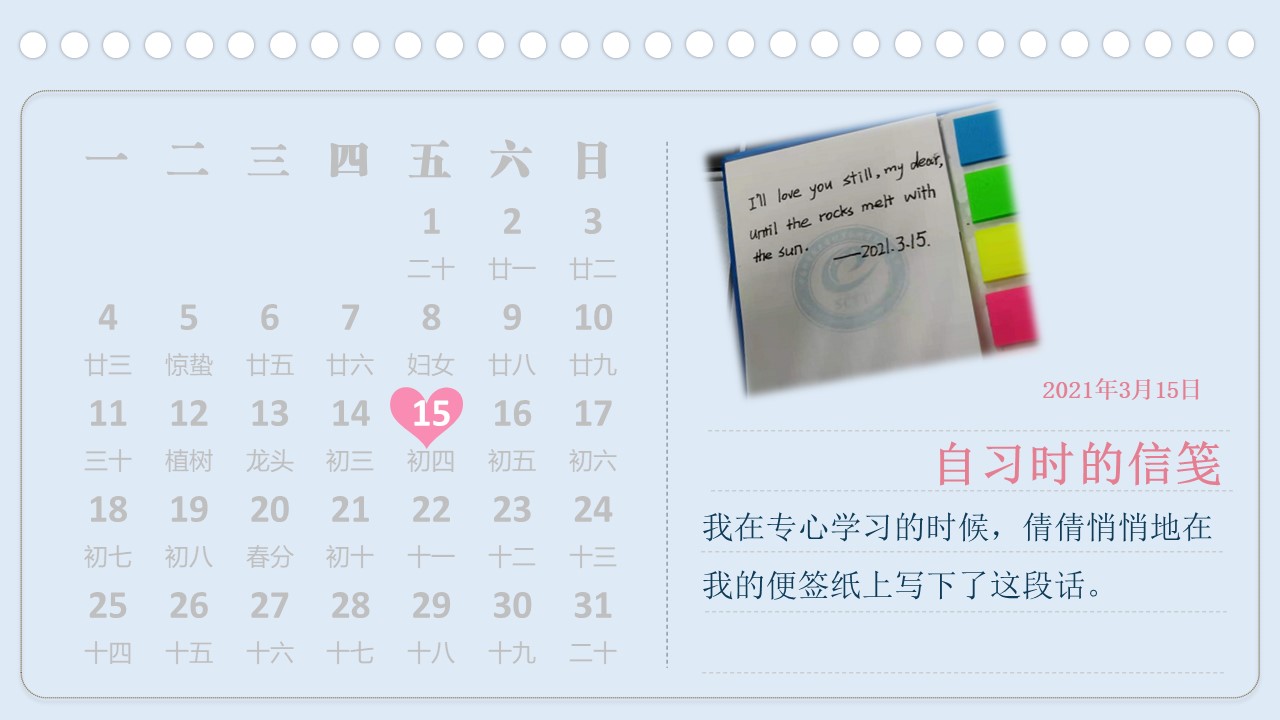 一 二 三 四 五 六 日
1 2 3
二十 廿一 廿二
4 5 6 7 8 9 10
廿三 惊蛰 廿五 廿六 妇女 廿八 廿九
11 12 13 14 15 16 17
三十 植树 龙头 初三 初四 初五 初六
18 19 20 21 22 23 24
初七 初八 春分 初十 十一 十二 十三
25 26 27 28 29 30 31
十四 十五 十六 十七 十八 十九 二十
I'll love you still, my dear,
until the rocks melt with
the sun. ——2021.3.15.
2021年3月15日
自习时的信笺
我在专心学习的时候，倩倩悄悄地在
我的便签纸上写下了这段话。